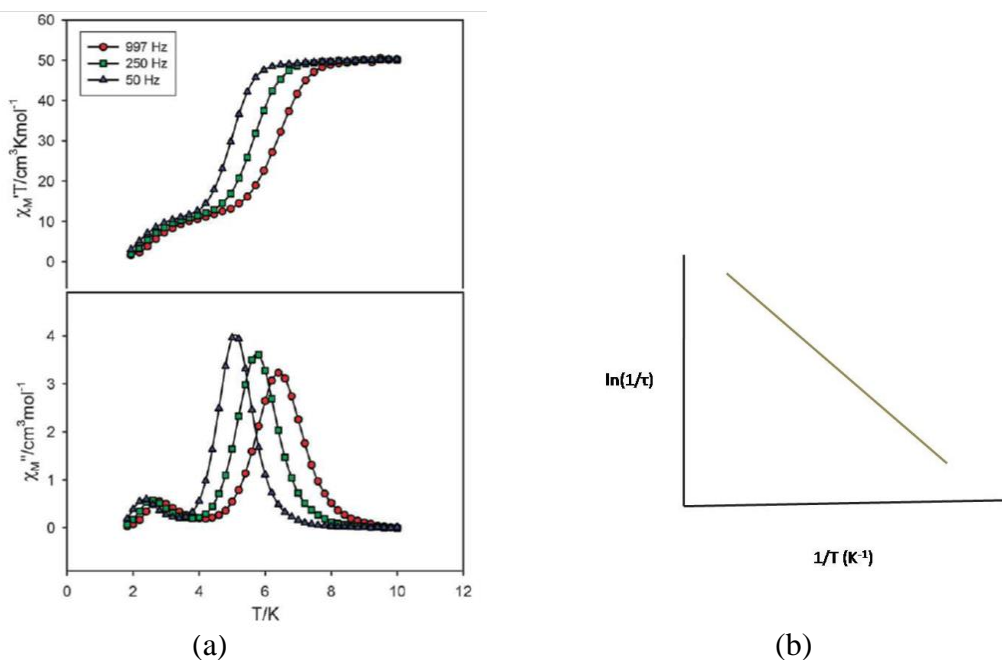 60
50
40
30
20
10
0
χM'T/cm³Kmol⁻¹
997 Hz
250 Hz
50 Hz
4
3
2
1
0
χM''/cm³mol⁻¹
0 2 4 6 8 10 12
T/K
(a)
ln(1/τ)
1/T (K⁻¹)
(b)